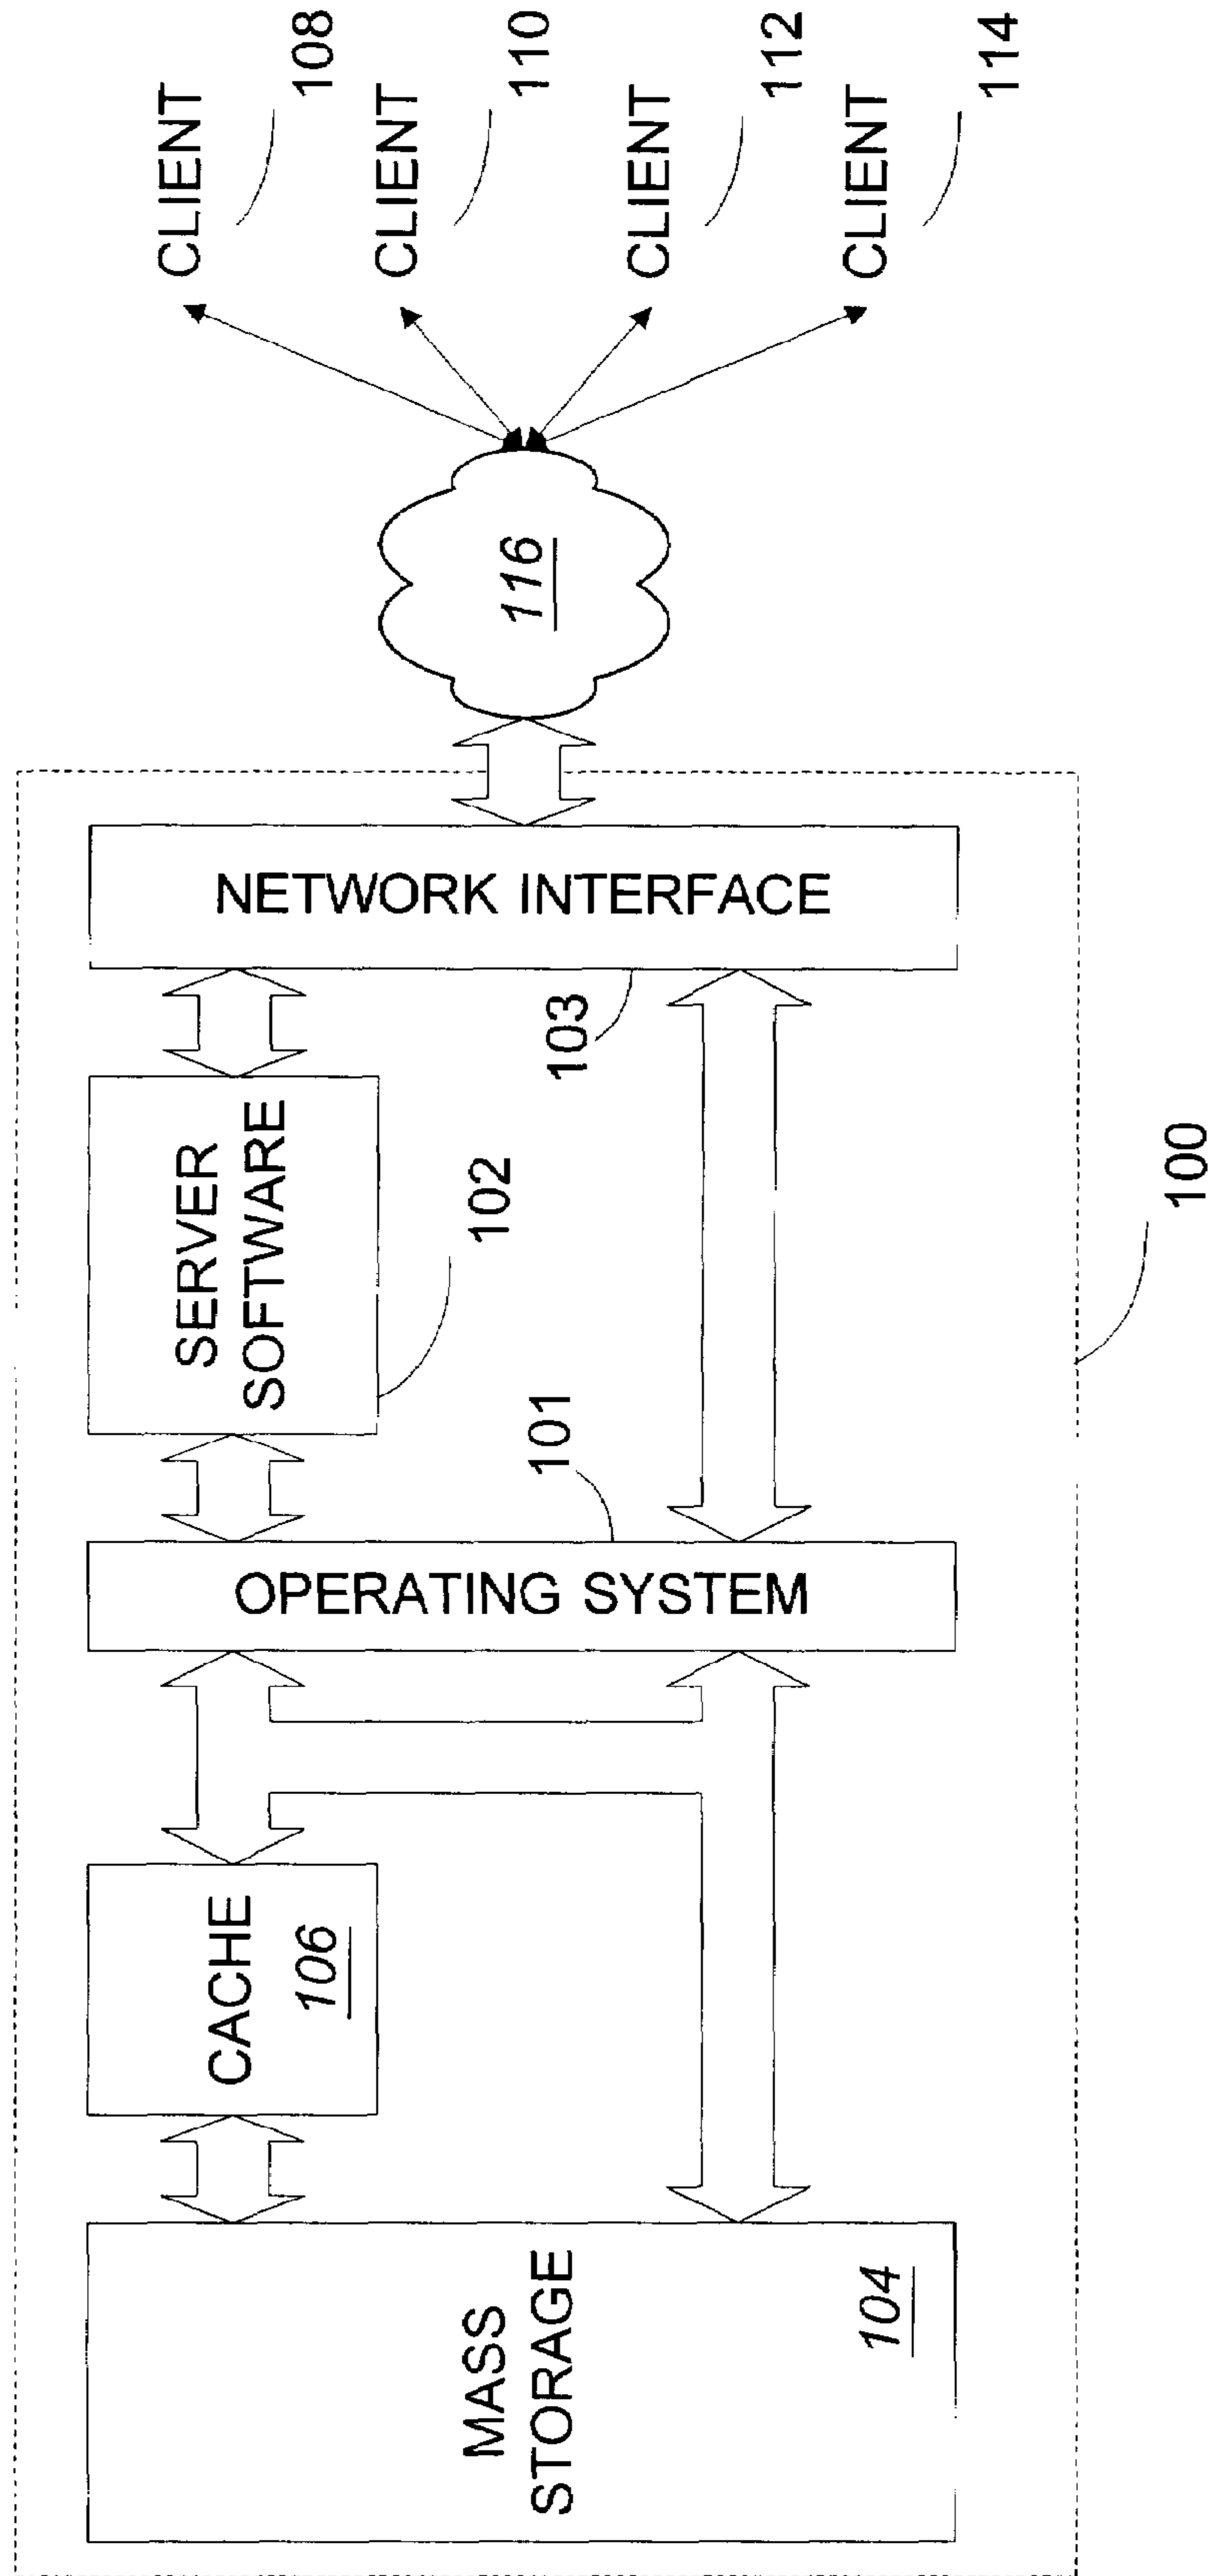 MASS
STORAGE
104
CACHE
106
OPERATING SYSTEM
101
SERVER
SOFTWARE
102
NETWORK INTERFACE
103
116
CLIENT
108
CLIENT
110
CLIENT
112
CLIENT
114
100